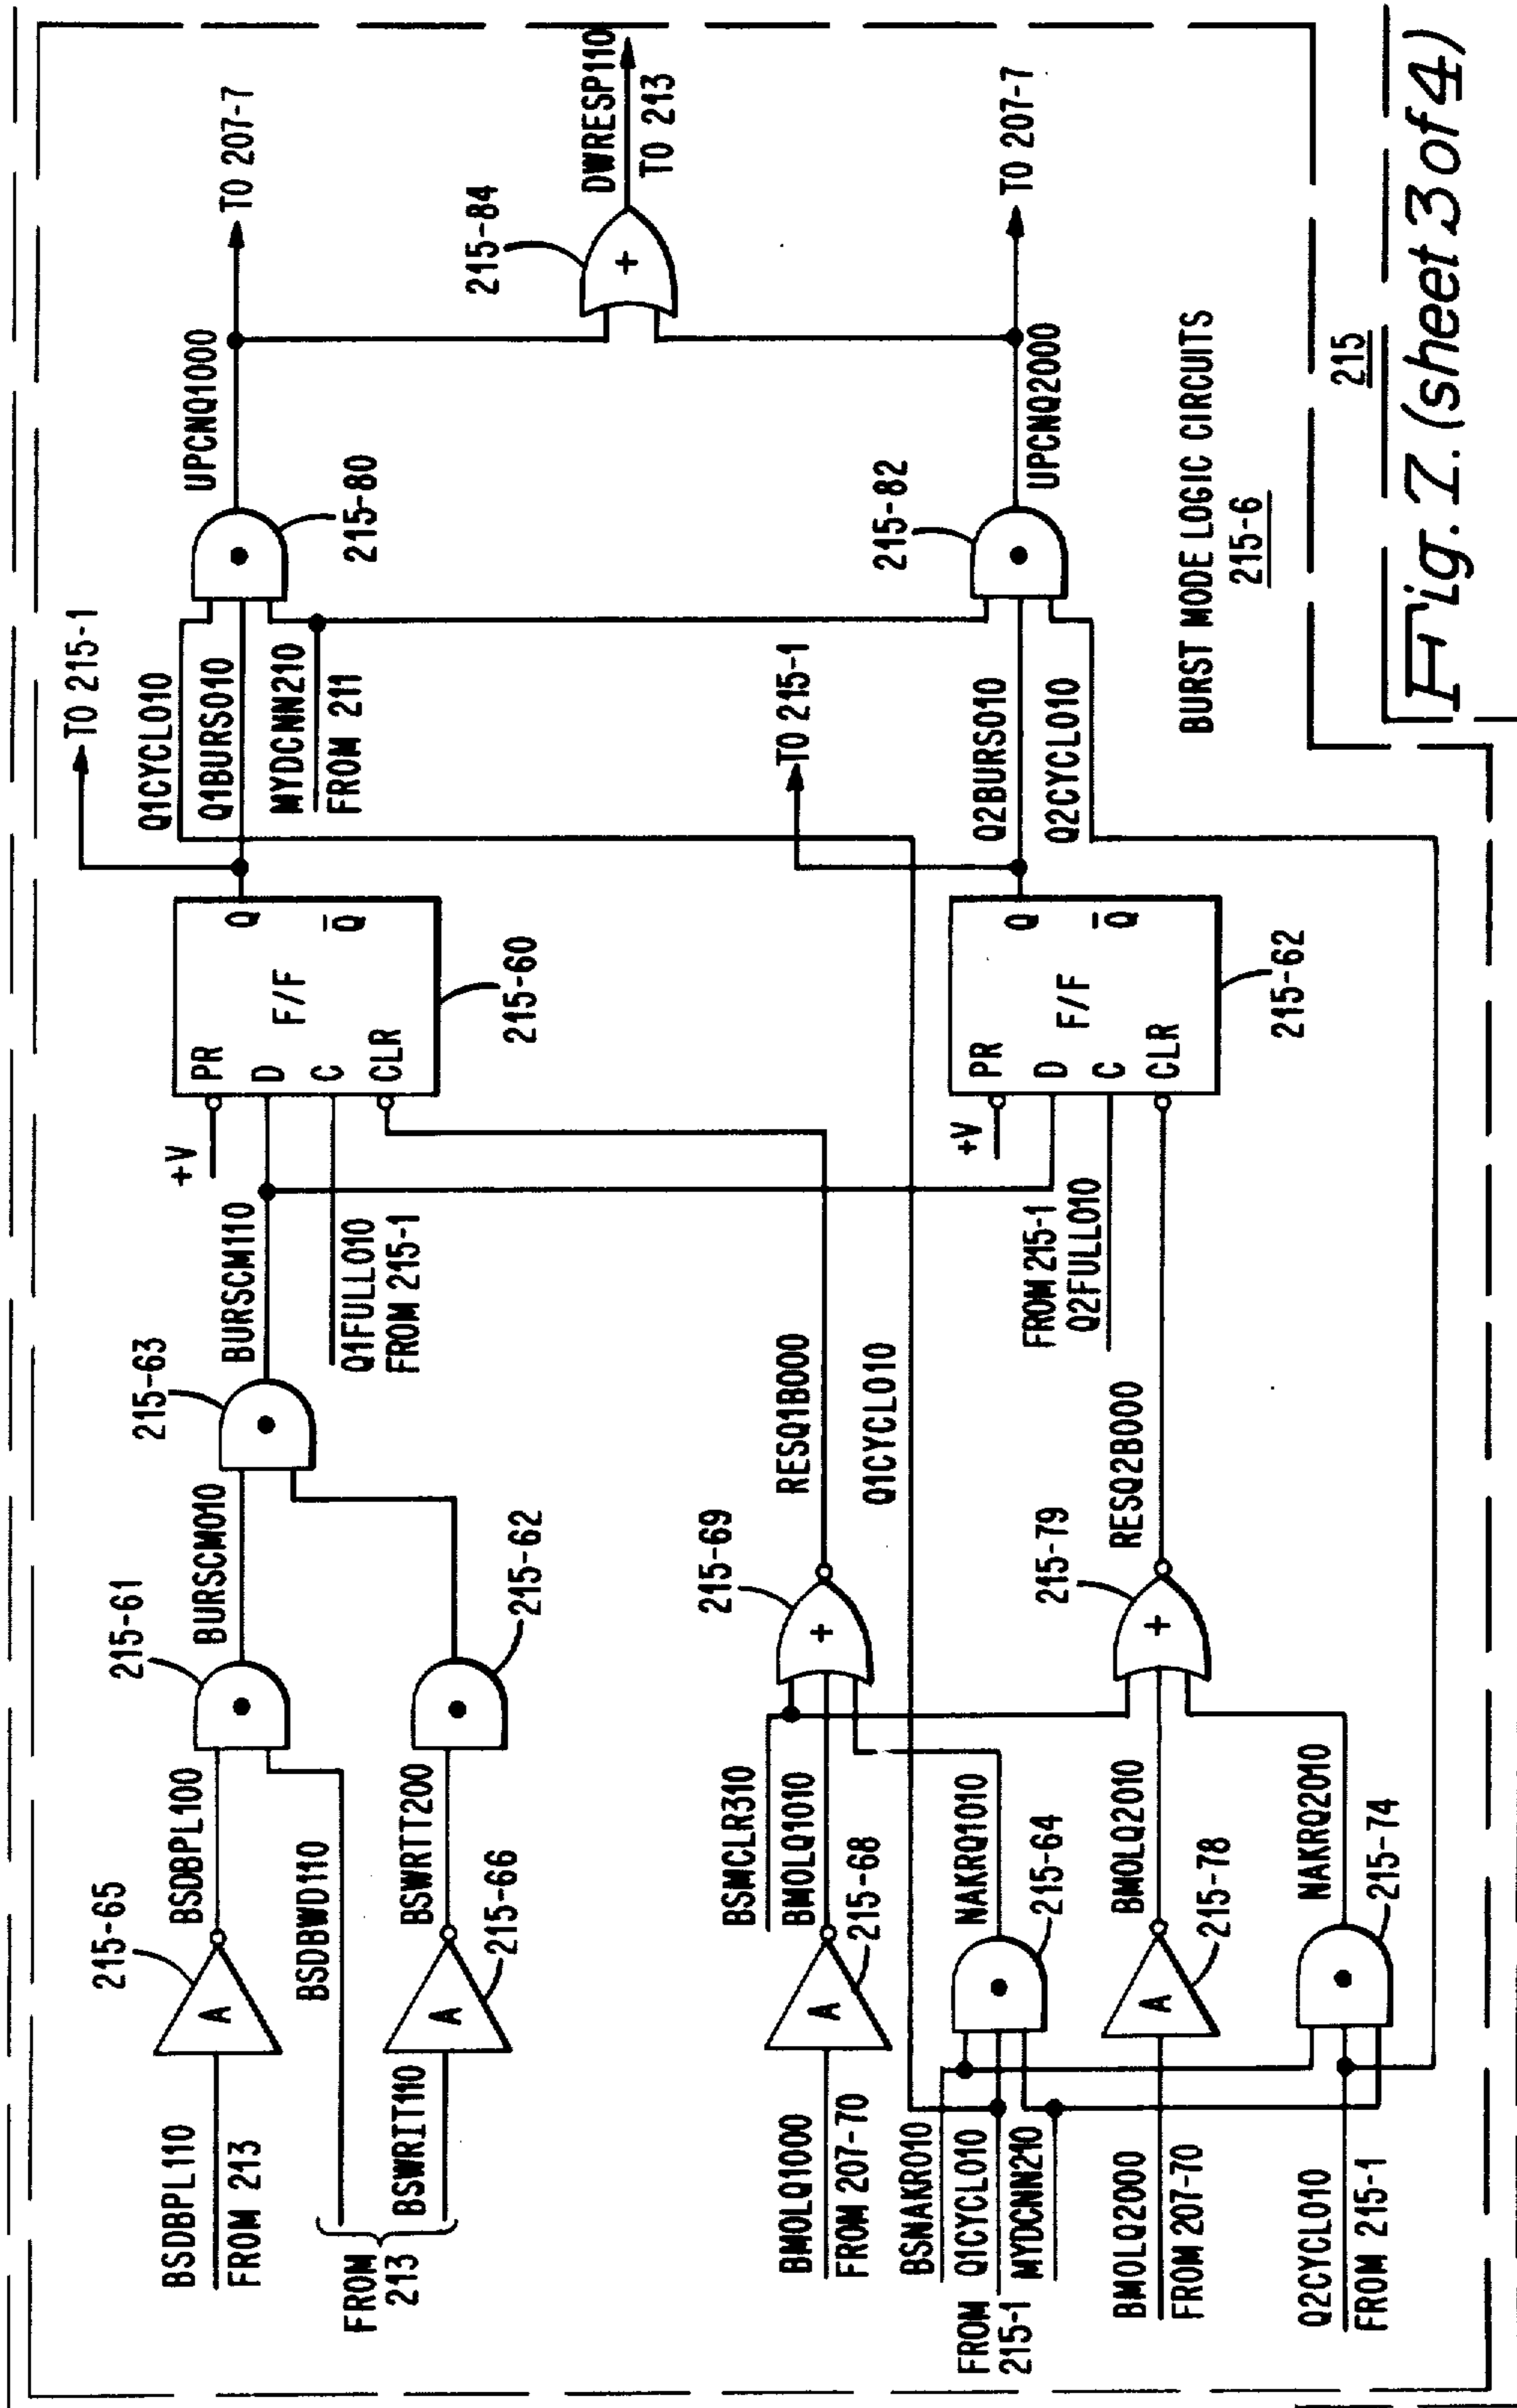 BSDBPL110
FROM 213
215-65
A
BSDBPL100
BSDBWD110
215-61
BURSCM010
215-63
BURSCM110
FROM
213
BSWRIT110
A
215-66
BSWRTT200
215-62
Q1FULL010
FROM 215-1
+V
PR
D
C
CLR
F/F
Q
Q̄
215-60
TO 215-1
Q1CYCL010
Q1BURS010
MYDCNN210
FROM 211
215-80
UPCNQ1000
TO 207-7
215-84
+
DWRESP110
TO 213
BMOLQ1000
FROM 207-70
A
215-68
BSMCLR310
BMOLQ1010
215-69
+
RESQ1B000
Q1CYCL010
BSNAKR010
Q1CYCL010
MYDCNN210
FROM
215-1
NAKRQ1010
215-64
BMOLQ2000
FROM 207-70
A
215-78
BMOLQ2010
215-79
+
RESQ2B000
Q2CYCL010
FROM 215-1
NAKRQ2010
215-74
FROM 215-1
Q2FULL010
+V
PR
D
C
CLR
F/F
Q
Q̄
215-62
TO 215-1
Q2BURS010
Q2CYCL010
215-82
UPCNQ2000
TO 207-7
BURST MODE LOGIC CIRCUITS
215-6
215
Fig. 7. (sheet 3 of 4)